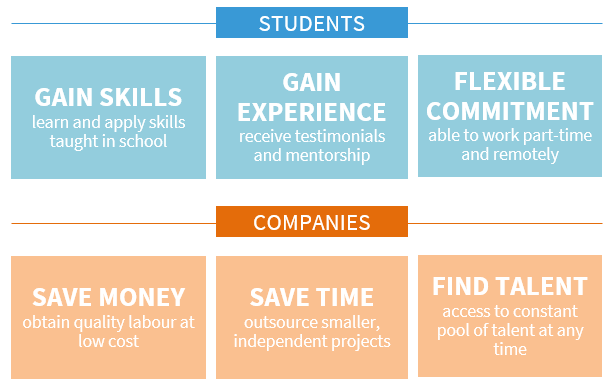 STUDENTS
GAIN SKILLS
learn and apply skills
taught in school
GAIN
EXPERIENCE
receive testimonials
and mentorship
FLEXIBLE
COMMITMENT
able to work part-time
and remotely
COMPANIES
SAVE MONEY
obtain quality labour at
low cost
SAVE TIME
outsource smaller,
independent projects
FIND TALENT
access to constant
pool of talent at any
time